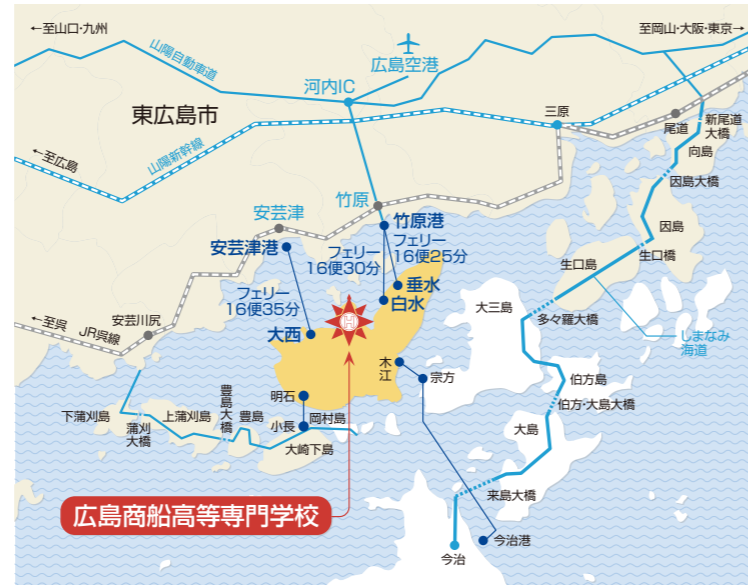 ←至山口・九州
至岡山・大阪・東京→
山陽自動車道
広島空港
河内IC
東広島市
三原
尾道
新尾道
大橋
向島
←至広島
山陽新幹線
因島大橋
竹原
安芸津
竹原港
安芸津港
フェリー
16便30分
フェリー
16便25分
因島
生口島
生口橋
垂水
フェリー
16便35分
白水
大三島
多々羅大橋
←至呉
JR呉線
安芸川尻
大西
しまなみ
海道
木江
宗方
伯方島
伯方・大島大橋
明石
豊島大橋
下蒲刈島
上蒲刈島
豊島
小長
岡村島
大島
蒲刈大橋
大崎下島
来島大橋
広島商船高等専門学校
今治
今治港